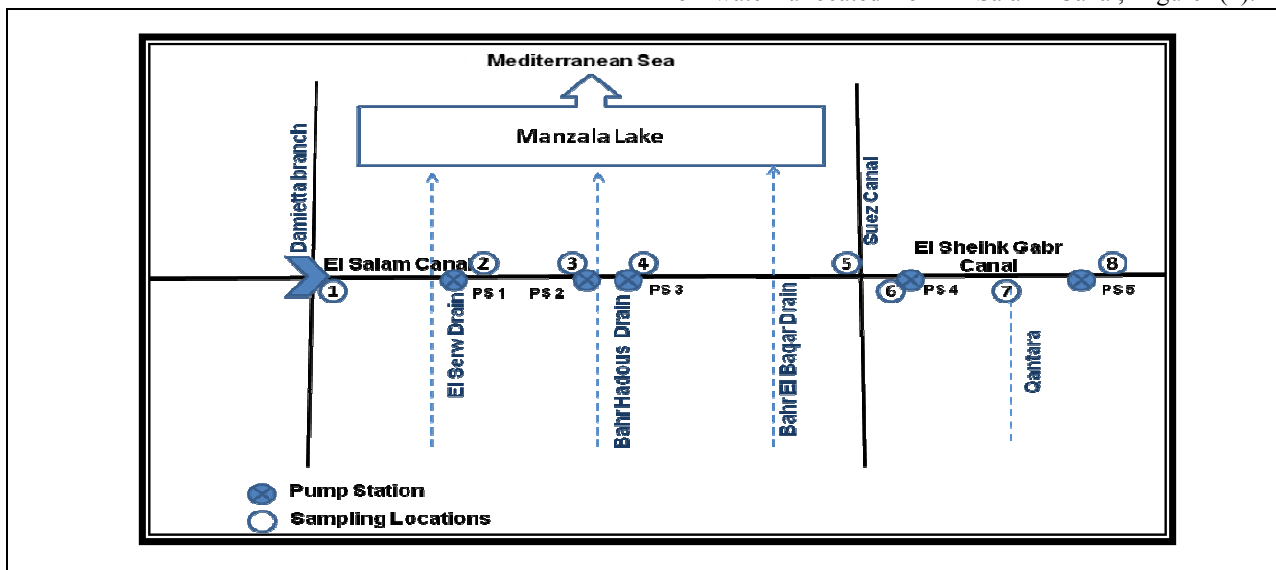 Mediterranean Sea
Manzala Lake
Damietta branch
Suez Canal
El Salam Canal
El Sheihk Gabr
Canal
1
2
3
4
5
6
7
8
PS 1
PS 2
PS 3
PS 4
PS 5
El Serw Drain
Bahr Hadous Drain
Bahr El Baqar Drain
Qantara
Pump Station
Sampling Locations